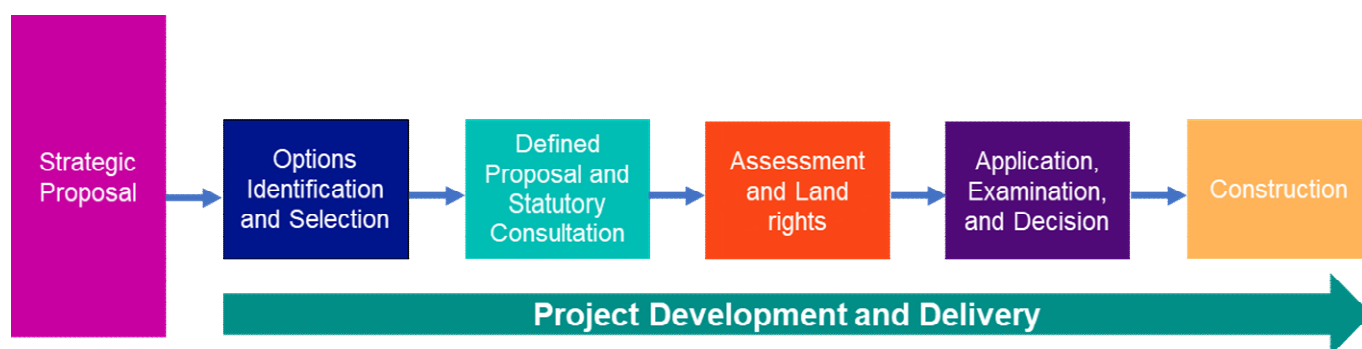 Strategic
Proposal
Options
Identification
and Selection
Defined
Proposal and
Statutory
Consultation
Assessment
and Land
rights
Application,
Examination,
and Decision
Construction
Project Development and Delivery